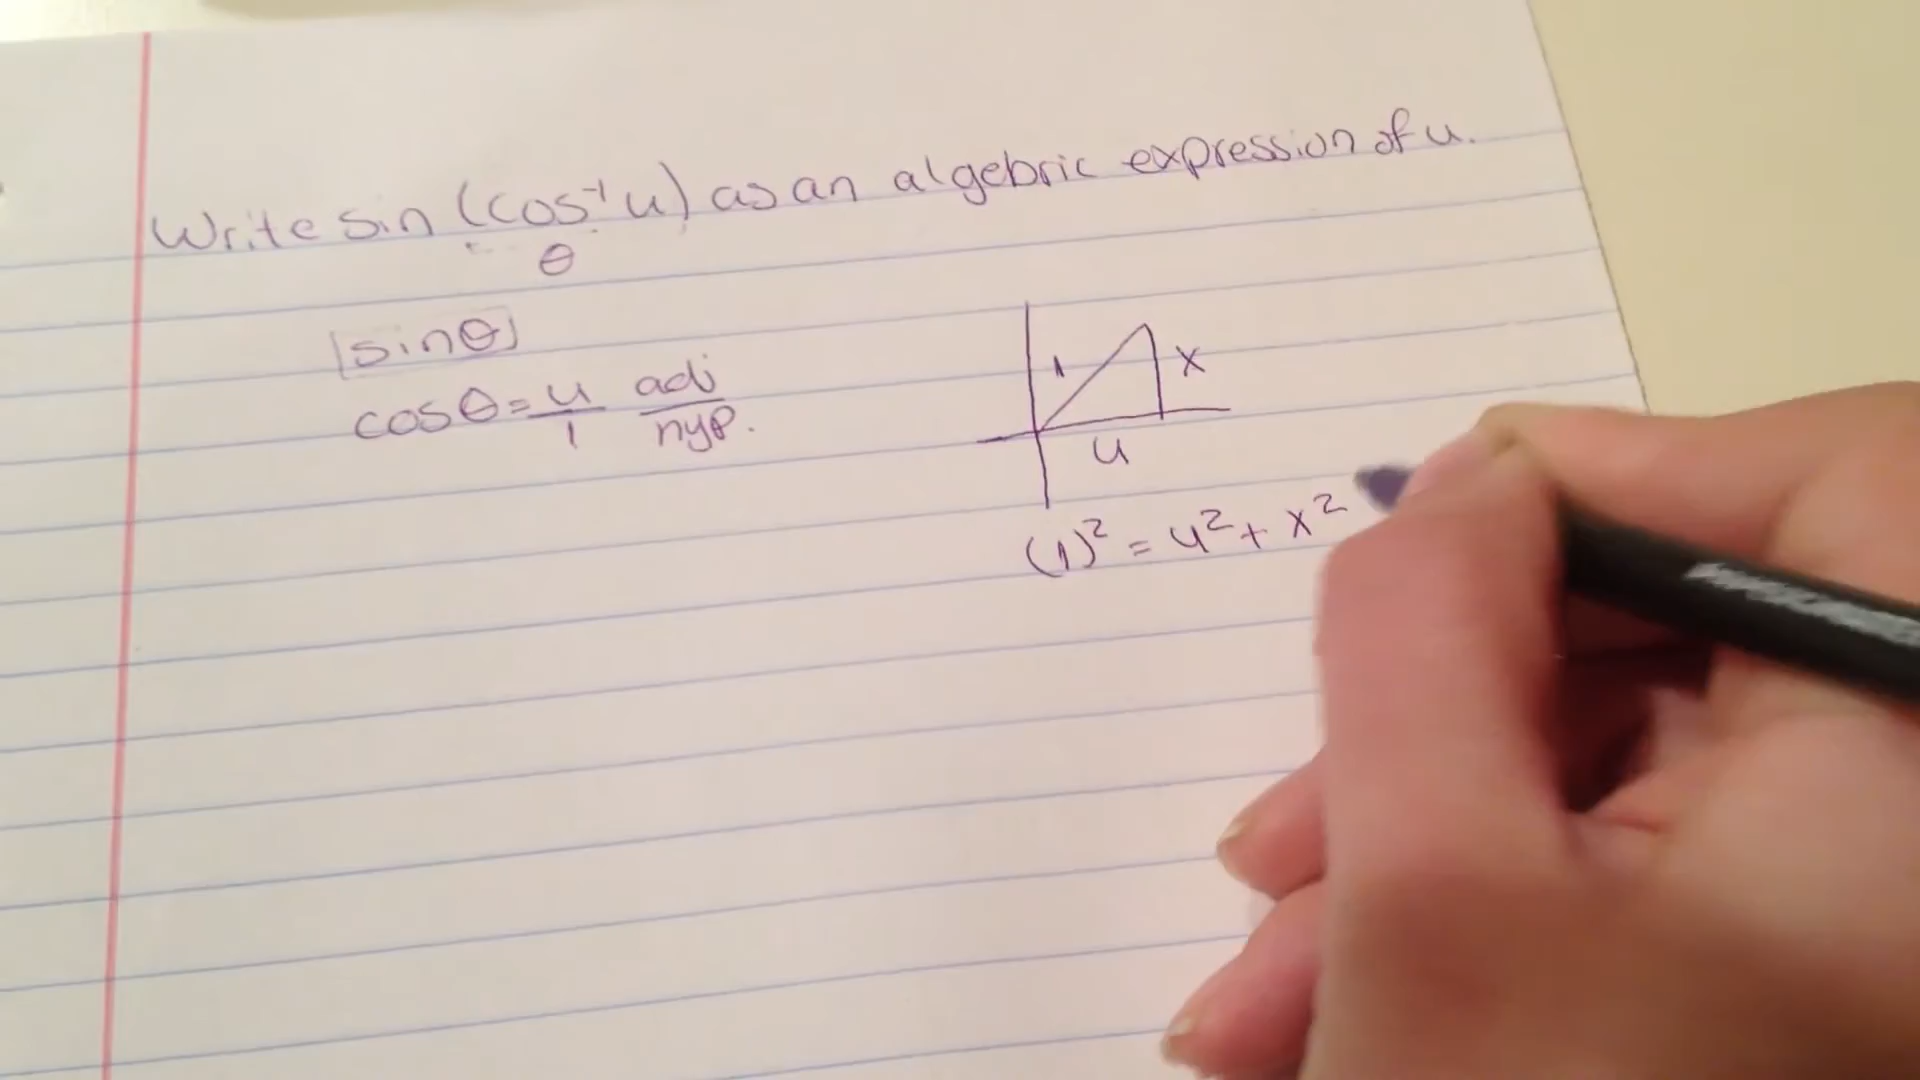 Write sin (cos⁻¹ u) as an algebric expression of u.
θ
sinθ
cosθ = u/1 adj/hyp.
1
x
u
(1)² = u² + x²